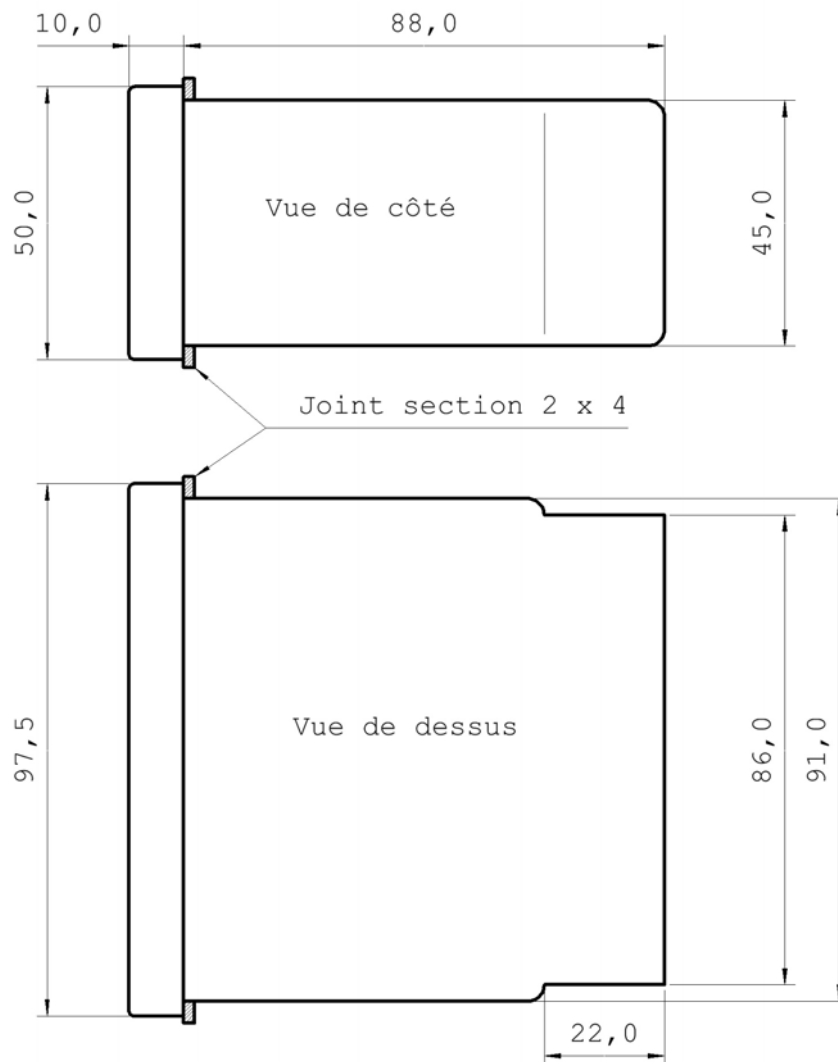 10,0
88,0
50,0
Vue de côté
45,0
Joint section 2 x 4
97,5
Vue de dessus
86,0
91,0
22,0